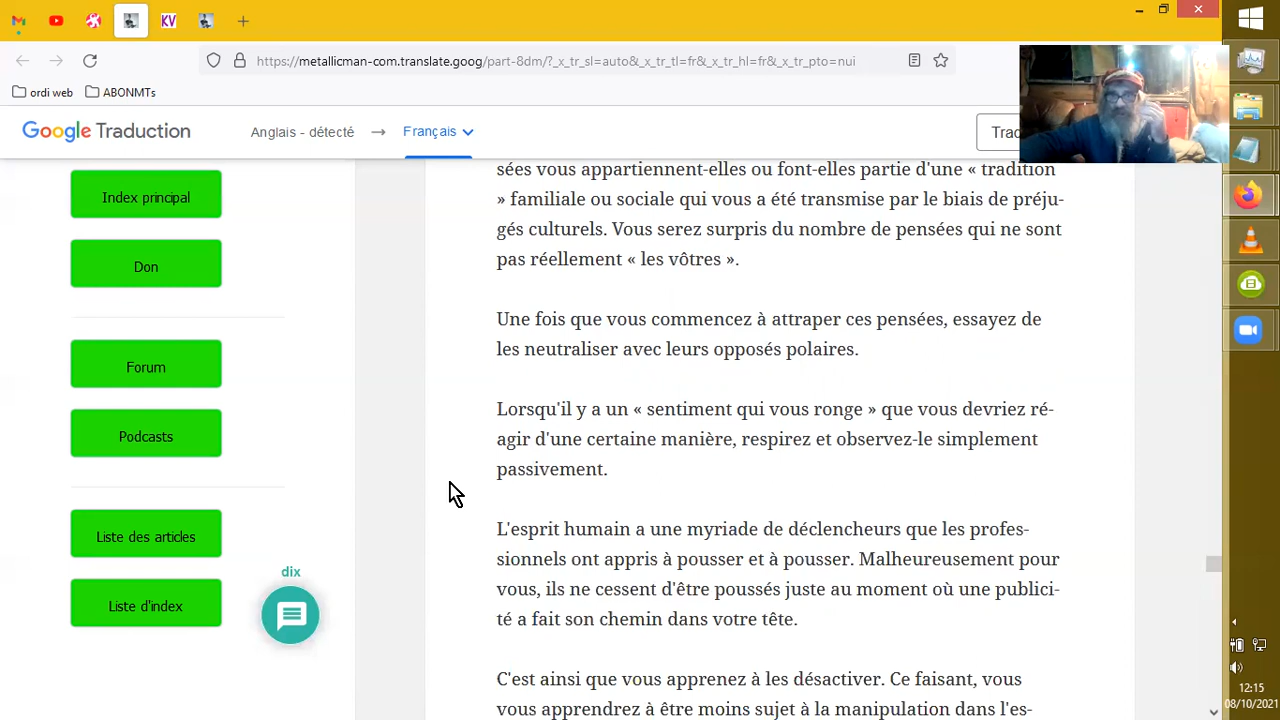 https://metallicman-com.translate.goog/part-8dm/?_x_tr_sl=auto&_x_tr_tl=fr&_x_tr_hl=fr&_x_tr_pto=nui
ordi web
ABONMTs
Google Traduction
Anglais - détecté
Français
Trad
Index principal
Don
Forum
Podcasts
Liste des articles
dix
Liste d'index
sées vous appartiennent-elles ou font-elles partie d'une « tradition
» familiale ou sociale qui vous a été transmise par le biais de préju-
gés culturels. Vous serez surpris du nombre de pensées qui ne sont
pas réellement « les vôtres ».
Une fois que vous commencez à attraper ces pensées, essayez de
les neutraliser avec leurs opposés polaires.
Lorsqu'il y a un « sentiment qui vous ronge » que vous devriez ré-
agir d'une certaine manière, respirez et observez-le simplement
passivement.
L'esprit humain a une myriade de déclencheurs que les profes-
sionnels ont appris à pousser et à pousser. Malheureusement pour
vous, ils ne cessent d'être poussés juste au moment où une publici-
té a fait son chemin dans votre tête.
C'est ainsi que vous apprenez à les désactiver. Ce faisant, vous
vous apprendrez à être moins sujet à la manipulation dans l'es-
KV
12:15
08/10/2021